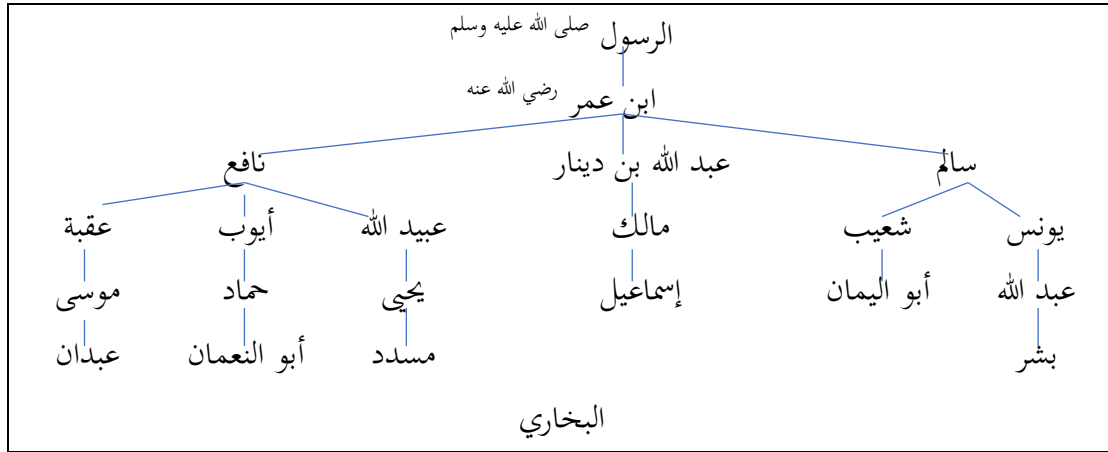 الرسول صلى الله عليه وسلم
ابن عمر رضي الله عنه
سالم عبد الله بن دينار نافع
يونس شعيب مالك عبيد الله أيوب عقبة
عبد الله أبو اليمان إسماعيل يحيى حماد موسى
بشر مسدد أبو النعمان عبدان
البخاري